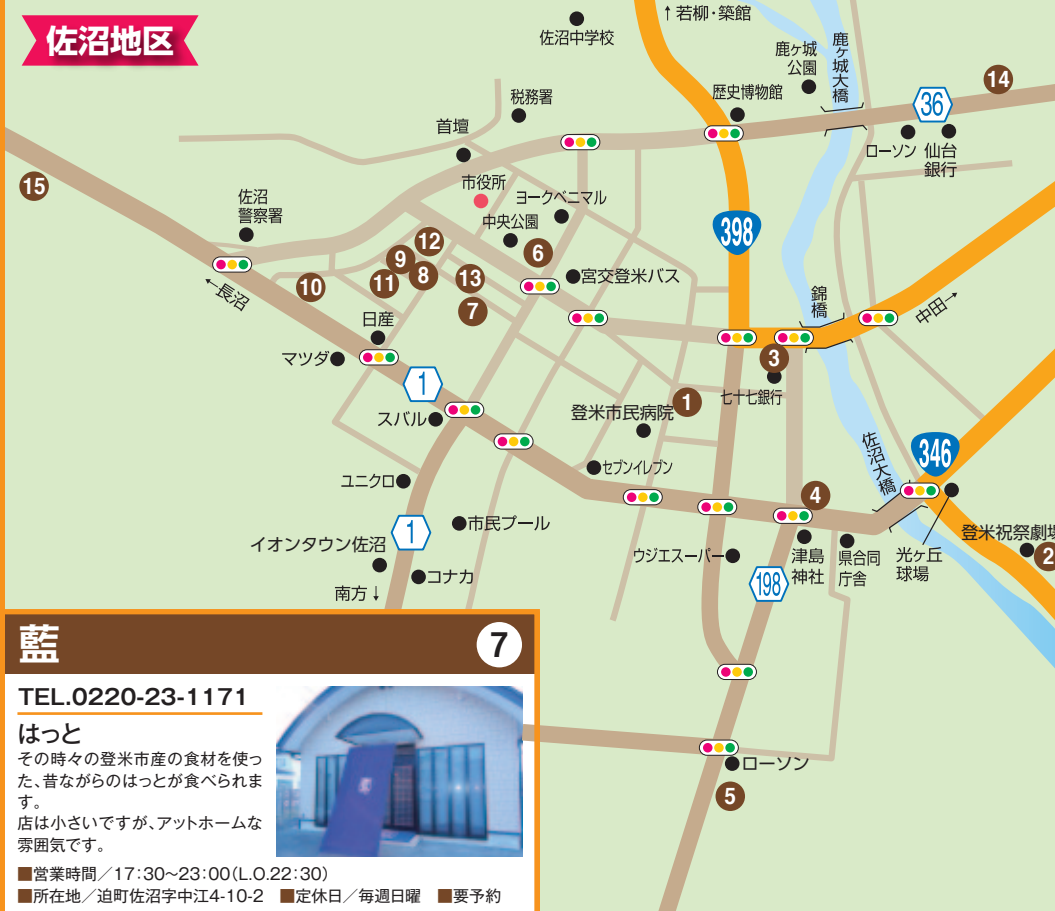 佐沼地区
↑若柳・築館
佐沼中学校
鹿ヶ城
公園
鹿ヶ城大橋
14
税務署
歴史博物館
36
首壇
ローソン
仙台
銀行
15
市役所
ヨークベニマル
佐沼
警察署
中央公園
398
12
6
9
8
13
宮交登米バス
11
10
←長沼
7
錦橋
中田→
日産
マツダ
3
七十七銀行
1
1
登米市民病院
スバル
佐沼大橋
346
セブンイレブン
ユニクロ
4
市民プール
1
イオンタウン佐沼
コナカ
南方↓
ウジエスーパー
198
津島
神社
県合同
庁舎
光ヶ丘
球場
登米祝祭劇場
2
ローソン
5
藍
7
TEL.0220-23-1171
はっと
その時々の登米市産の食材を使っ
た、昔ながらのはっとが食べられま
す。
店は小さいですが、アットホームな
雰囲気です。
■営業時間／17:30~23:00(L.O.22:30)
■所在地／迫町佐沼字中江4-10-2 ■定休日／毎週日曜 ■要予約